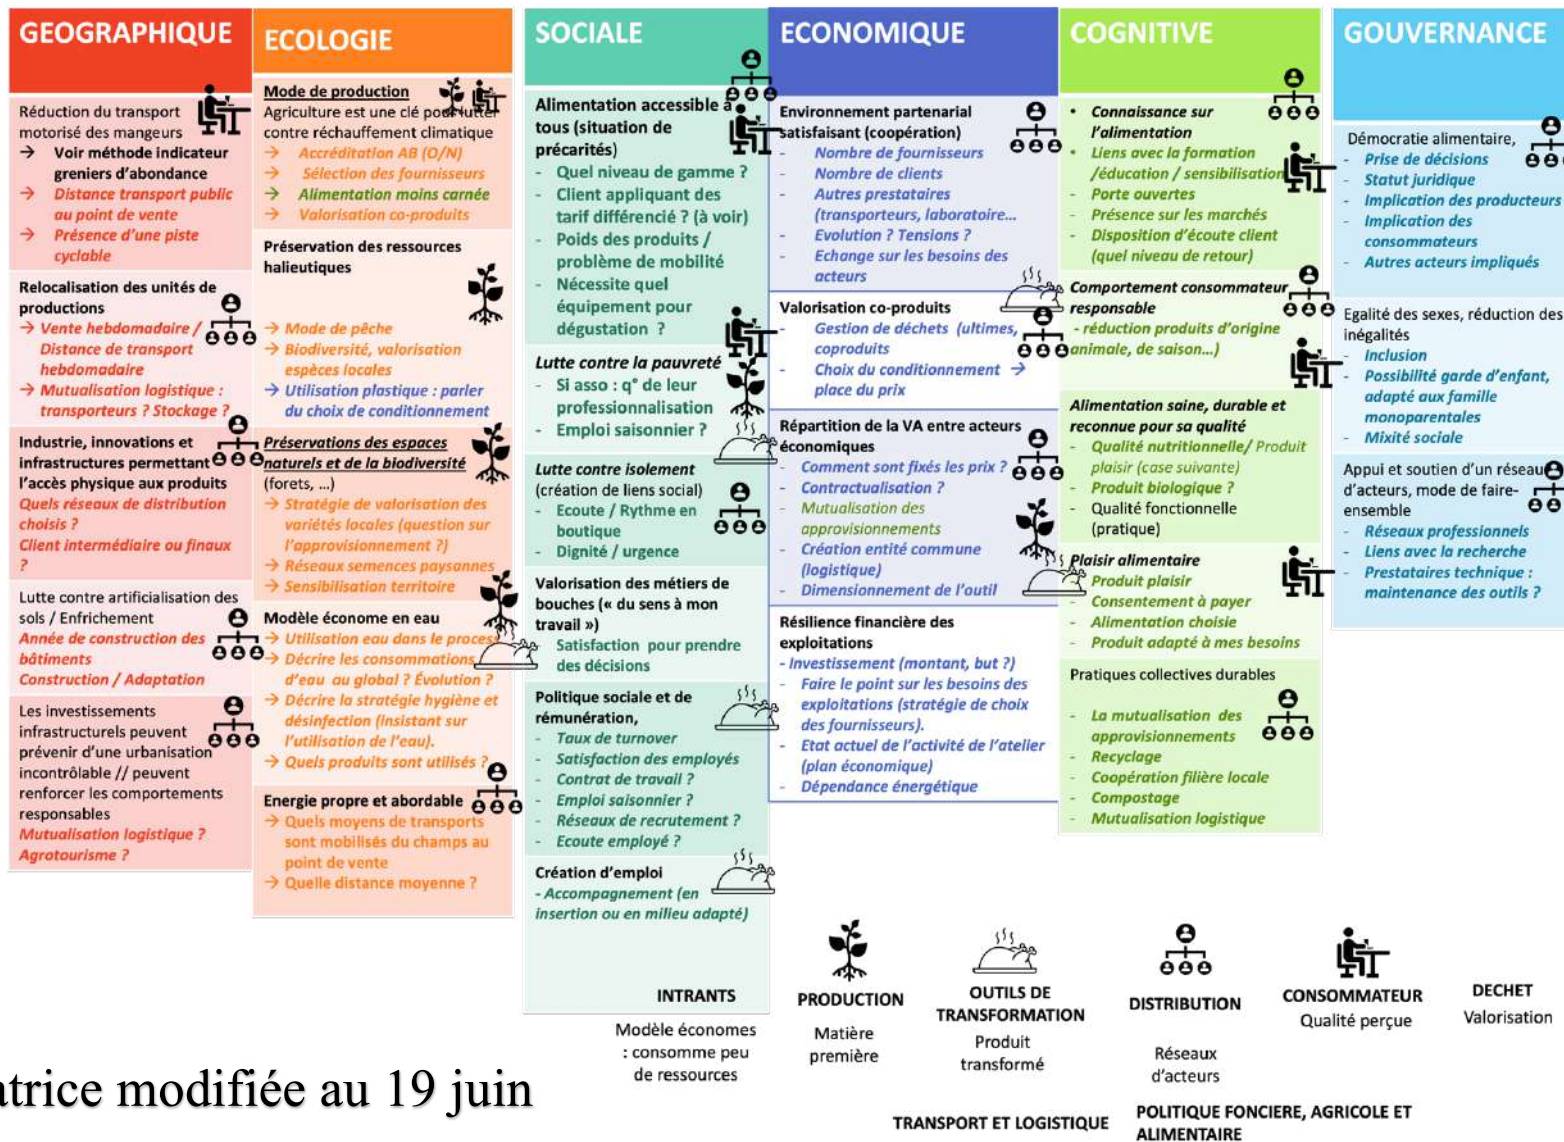 GEOGRAPHIQUE
Réduction du transport
motorisé des mangeurs
→ Voir méthode indicateur
greniers d'abondance
→ Distance transport public
au point de vente
→ Présence d'une piste
cyclable
Relocalisation des unités de
productions
→ Vente hebdomadaire /
Distance de transport
hebdomadaire
→ Mutualisation logistique :
transporteurs ? Stockage ?
Industrie, innovations et
infrastructures permettant
l'accès physique aux produits
Quels réseaux de distribution
choisis ?
Client intermédiaire ou finaux
?
Lutte contre artificialisation des
sols / Enfrichement
Année de construction des
bâtiments
Construction / Adaptation
Les investissements
infrastructurels peuvent
prévenir d'une urbanisation
incontrôlable // peuvent
renforcer les comportements
responsables
Mutualisation logistique ?
Agrotourisme ?
ECOLOGIE
Mode de production
Agriculture est une clé pour lutter
contre réchauffement climatique
→ Accréditation AB (O/N)
→ Sélection des fournisseurs
→ Alimentation moins carnée
→ Valorisation co-produits
Préservation des ressources
halieutiques
→ Mode de pêche
→ Biodiversité, valorisation
espèces locales
→ Utilisation plastique : parler
du choix de conditionnement
Préservations des espaces
naturels et de la biodiversité
(forets, ...)
→ Stratégie de valorisation des
variétés locales (question sur
l'approvisionnement ?)
→ Réseaux semences paysannes
→ Sensibilisation territoire
Modèle économe en eau
→ Utilisation eau dans le process
→ Décrire les consommations
d'eau au global ? Évolution ?
→ Décrire la stratégie hygiène et
désinfection (insistant sur
l'utilisation de l'eau).
→ Quels produits sont utilisés ?
Energie propre et abordable
→ Quels moyens de transports
sont mobilisés du champs au
point de vente
→ Quelle distance moyenne ?
SOCIALE
Alimentation accessible à
tous (situation de
précarités)
- Quel niveau de gamme ?
- Client appliquant des
tarif différencié ? (à voir)
- Poids des produits /
problème de mobilité
- Nécessite quel
équipement pour
dégustation ?
Lutte contre la pauvreté
- Si asso : q° de leur
professionnalisation
- Emploi saisonnier ?
Lutte contre isolement
(création de liens social)
- Ecoute / Rythme en
boutique
- Dignité / urgence
Valorisation des métiers de
bouches (« du sens à mon
travail »)
- Satisfaction pour prendre
des décisions
Politique sociale et de
rémunération,
- Taux de turnover
- Satisfaction des employés
- Contrat de travail ?
- Emploi saisonnier ?
- Réseaux de recrutement ?
- Ecoute employé ?
Création d'emploi
- Accompagnement (en
insertion ou en milieu adapté)
ECONOMIQUE
Environnement partenarial
satisfaisant (coopération)
- Nombre de fournisseurs
- Nombre de clients
- Autres prestataires
(transporteurs, laboratoire...
- Evolution ? Tensions ?
- Echange sur les besoins des
acteurs
Valorisation co-produits
- Gestion de déchets (ultimes,
coproduits
- Choix du conditionnement →
place du prix
Répartition de la VA entre acteurs
économiques
- Comment sont fixés les prix ?
- Contractualisation ?
- Mutualisation des
approvisionnements
- Création entité commune
(logistique)
- Dimensionnement de l'outil
Résilience financière des
exploitations
- Investissement (montant, but ?)
- Faire le point sur les besoins des
exploitations (stratégie de choix
des fournisseurs).
- Etat actuel de l'activité de l'atelier
(plan économique)
- Dépendance énergétique
COGNITIVE
• Connaissance sur
l'alimentation
• Liens avec la formation
/éducation / sensibilisation
- Porte ouvertes
- Présence sur les marchés
- Disposition d'écoute client
(quel niveau de retour)
Comportement consommateur
responsable
- réduction produits d'origine
animale, de saison...)
Alimentation saine, durable et
reconnue pour sa qualité
- Qualité nutritionnelle/ Produit
plaisir (case suivante)
- Produit biologique ?
- Qualité fonctionnelle
(pratique)
Plaisir alimentaire
- Produit plaisir
- Consentement à payer
- Alimentation choisie
- Produit adapté à mes besoins
Pratiques collectives durables
- La mutualisation des
approvisionnements
- Recyclage
- Coopération filière locale
- Compostage
- Mutualisation logistique
GOUVERNANCE
Démocratie alimentaire,
- Prise de décisions
- Statut juridique
- Implication des producteurs
- Implication des
consommateurs
- Autres acteurs impliqués
Egalité des sexes, réduction des
inégalités
- Inclusion
- Possibilité garde d'enfant,
adapté aux famille
monoparentales
- Mixité sociale
Appui et soutien d'un réseau
d'acteurs, mode de faire-
ensemble
- Réseaux professionnels
- Liens avec la recherche
- Prestataires technique :
maintenance des outils ?
INTRANTS
Modèle économes
: consomme peu
de ressources
PRODUCTION
Matière
première
OUTILS DE
TRANSFORMATION
Produit
transformé
DISTRIBUTION
Réseaux
d'acteurs
CONSOMMATEUR
Qualité perçue
DECHET
Valorisation
atrice modifiée au 19 juin
TRANSPORT ET LOGISTIQUE
POLITIQUE FONCIERE, AGRICOLE ET
ALIMENTAIRE